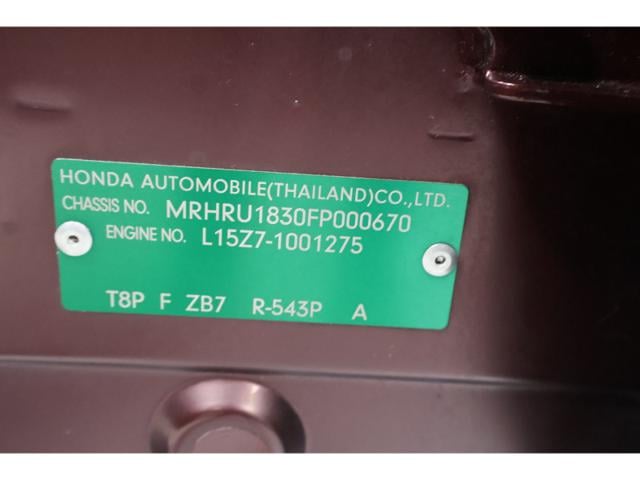 HONDA AUTOMOBILE(THAILAND)CO.,LTD.
CHASSIS NO. MRHRU1830FP000670
ENGINE NO. L15Z7-1001275
T8P F ZB7 R-543P A